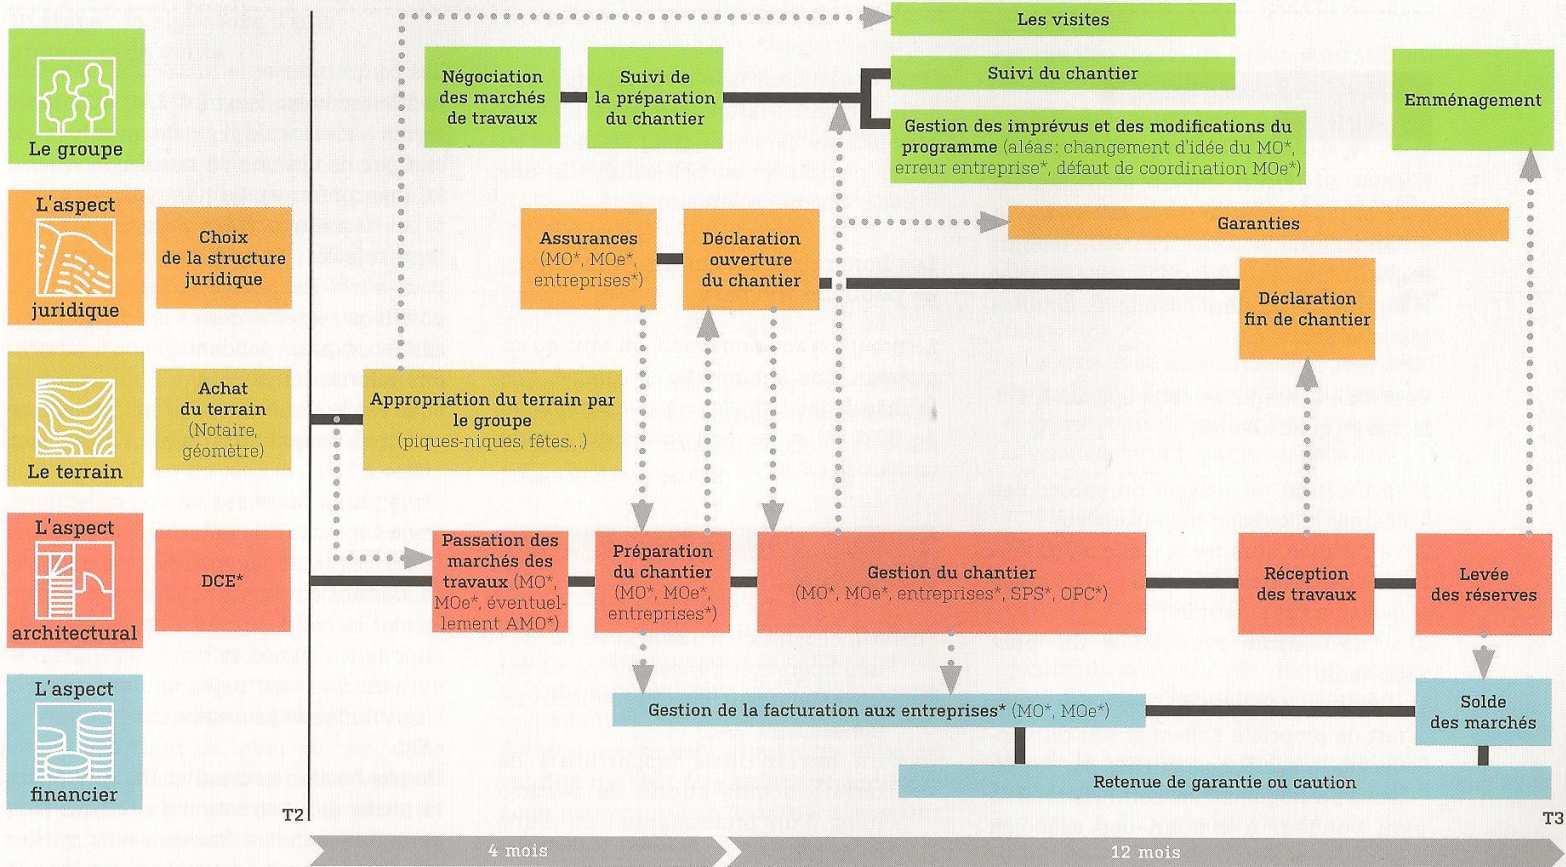 Les visites
Le groupe
Négociation
des marchés
de travaux
Suivi de
la préparation
du chantier
Suivi du chantier
Gestion des imprévus et des modifications du
programme (aléas : changement d'idée du MO*,
erreur entreprise*, défaut de coordination MOe*)
Emménagement
L'aspect
juridique
Choix
de la structure
juridique
Assurances
(MO*, MOe*,
entreprises*)
Déclaration
ouverture
du chantier
Garanties
Déclaration
fin de chantier
Le terrain
Achat
du terrain
(Notaire,
géomètre)
Appropriation du terrain par
le groupe
(piques-niques, fêtes...)
L'aspect
architectural
DCE*
Passation des
marchés des
travaux (MO*,
MOe*, éventuel-
lement AMO*)
Préparation
du chantier
(MO*, MOe*,
entreprises*)
Gestion du chantier
(MO*, MOe*, entreprises*, SPS*, OPC*)
Réception
des travaux
Levée
des réserves
L'aspect
financier
Gestion de la facturation aux entreprises* (MO*, MOe*)
Solde
des marchés
Retenue de garantie ou caution
T2
T3
4 mois
12 mois